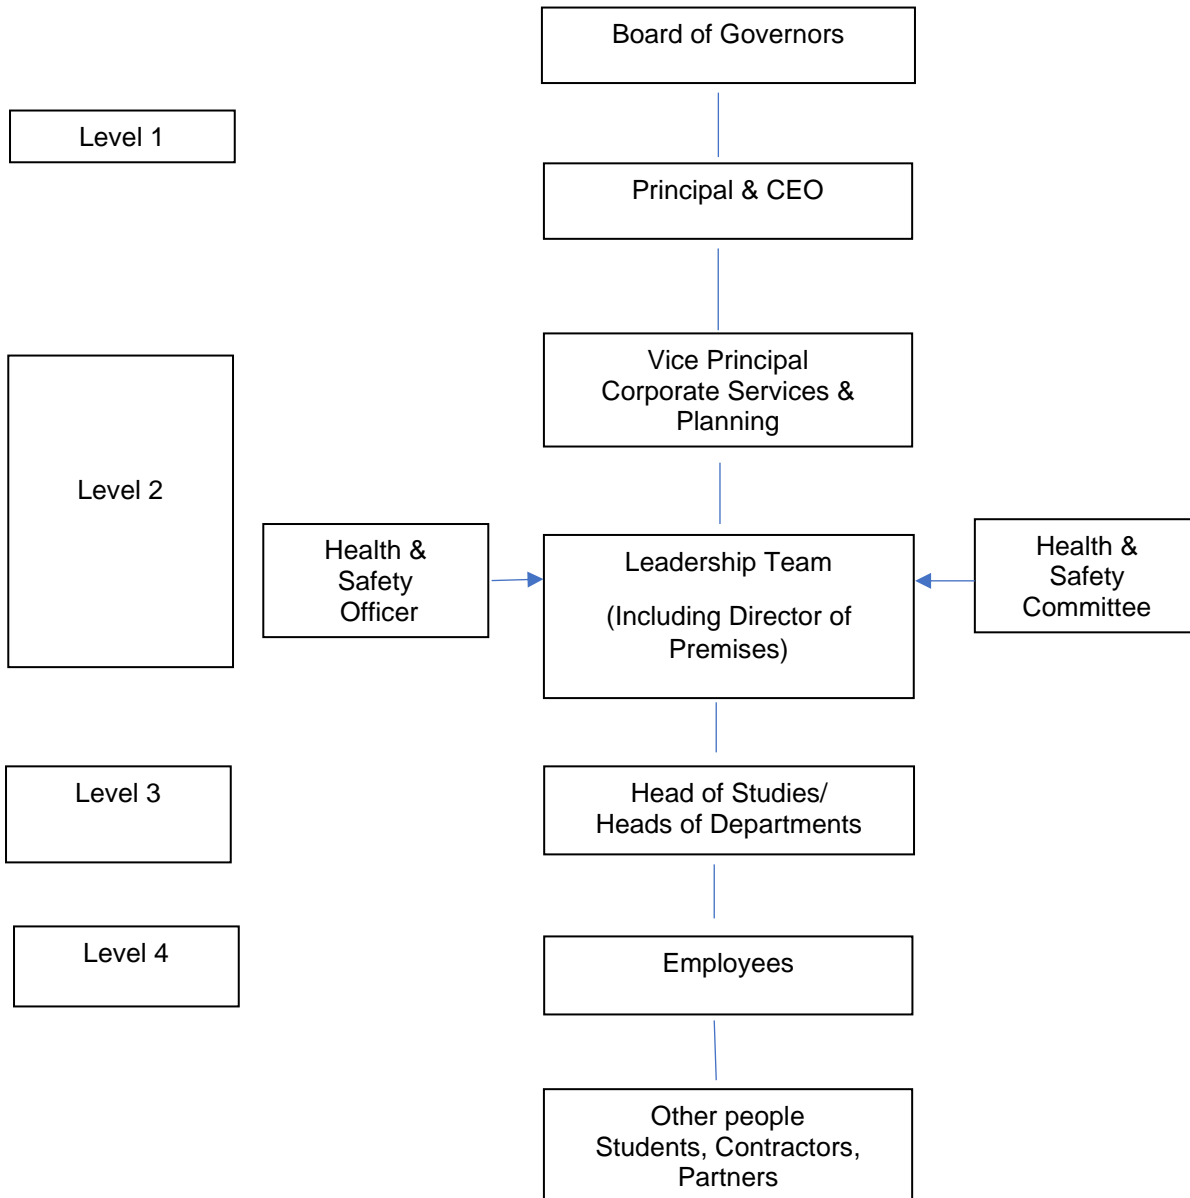 Board of Governors
Level 1
Principal & CEO
Vice Principal
Corporate Services &
Planning
Level 2
Health &
Safety
Officer
Leadership Team
(Including Director of
Premises)
Health &
Safety
Committee
Level 3
Head of Studies/
Heads of Departments
Level 4
Employees
Other people
Students, Contractors,
Partners